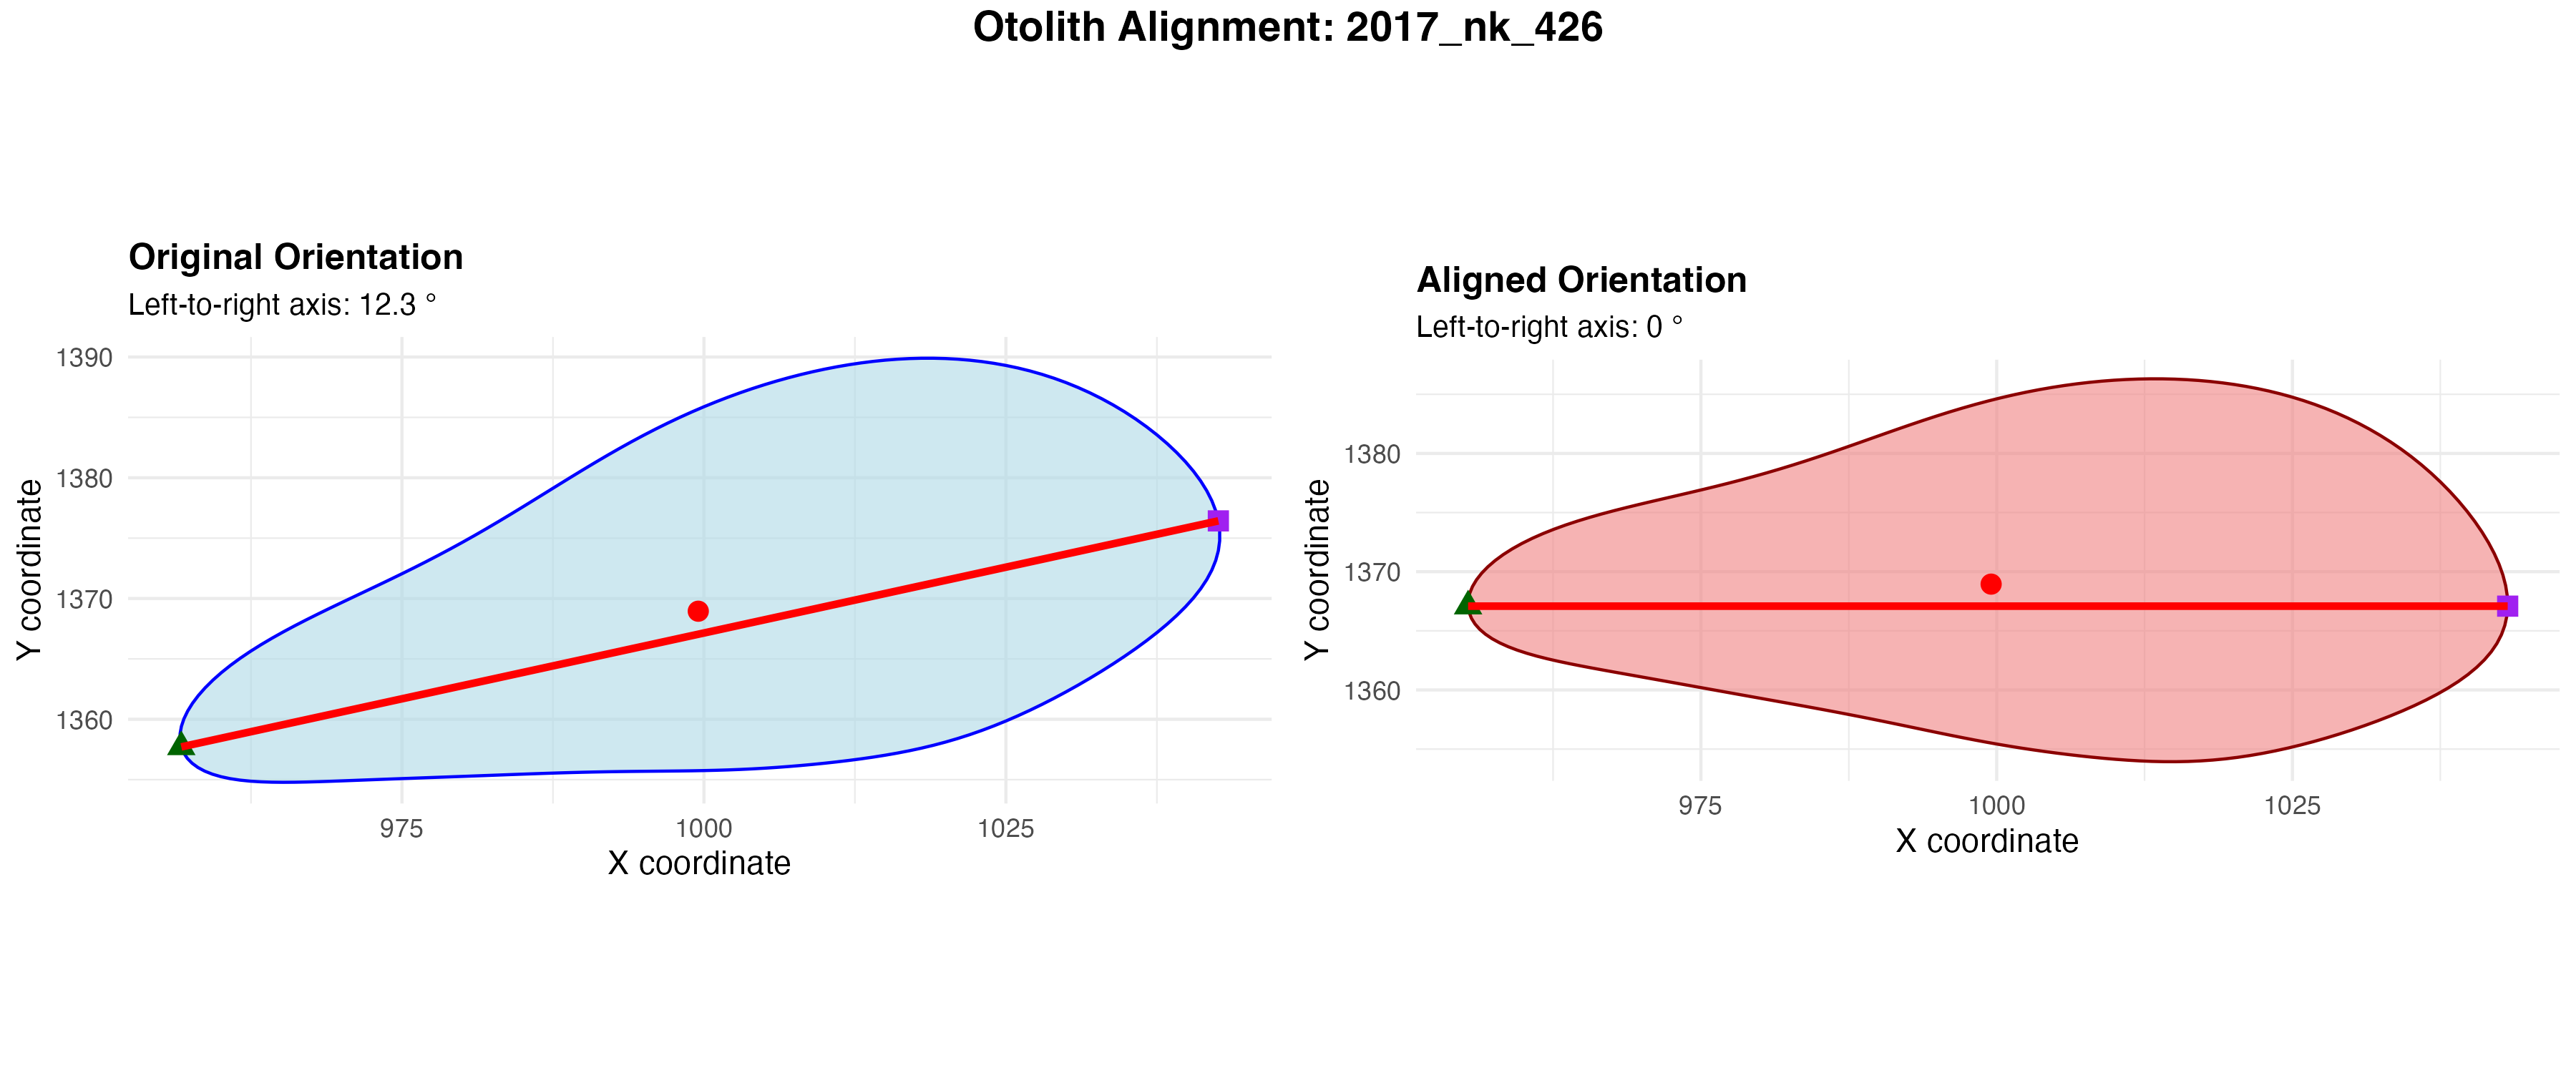 Otolith Alignment: 2017_nk_426
Original Orientation
Left-to-right axis: 12.3 °
1390
1380
1370
1360
Y coordinate
975
1000
1025
X coordinate
Aligned Orientation
Left-to-right axis: 0 °
1380
1370
1360
Y coordinate
975
1000
1025
X coordinate